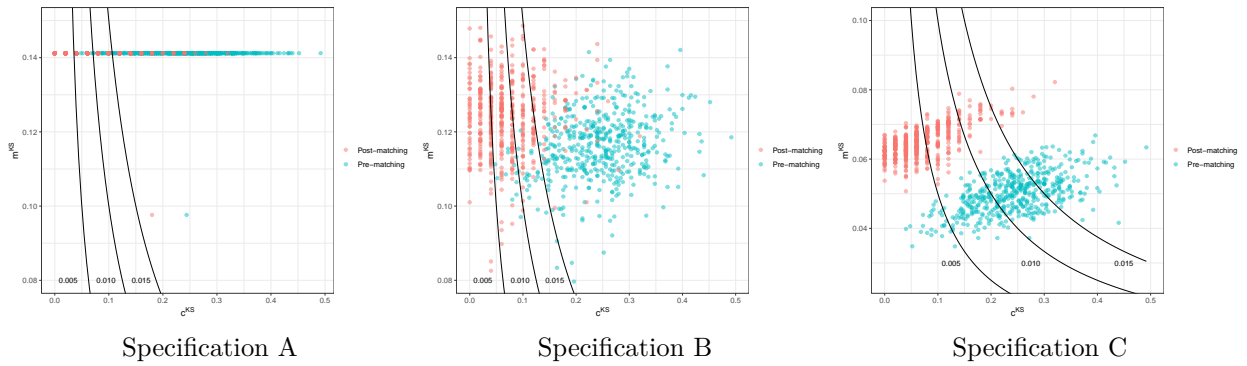 0.14
0.12
0.10
0.08
m^KS
0.005
0.010
0.015
0.0
0.1
0.2
0.3
0.4
0.5
c^KS
Post−matching
Pre−matching
Specification A
0.14
0.12
0.10
0.08
m^KS
0.005
0.010
0.015
0.0
0.1
0.2
0.3
0.4
0.5
c^KS
Post−matching
Pre−matching
Specification B
0.10
0.08
0.06
0.04
m^KS
0.005
0.010
0.015
0.0
0.1
0.2
0.3
0.4
0.5
c^KS
Post−matching
Pre−matching
Specification C